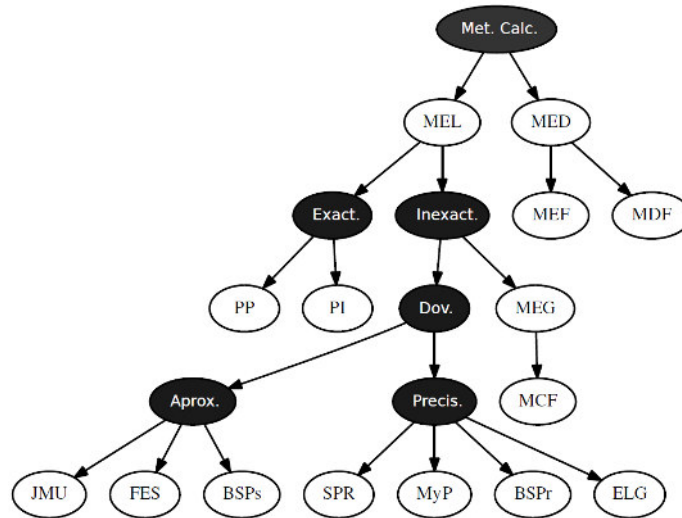 Met. Calc.
MEL MED
Exact. Inexact. MEF MDF
PP PI Dov. MEG
Aprox. Precis. MCF
JMU FES BSPs SPR MyP BSPr ELG